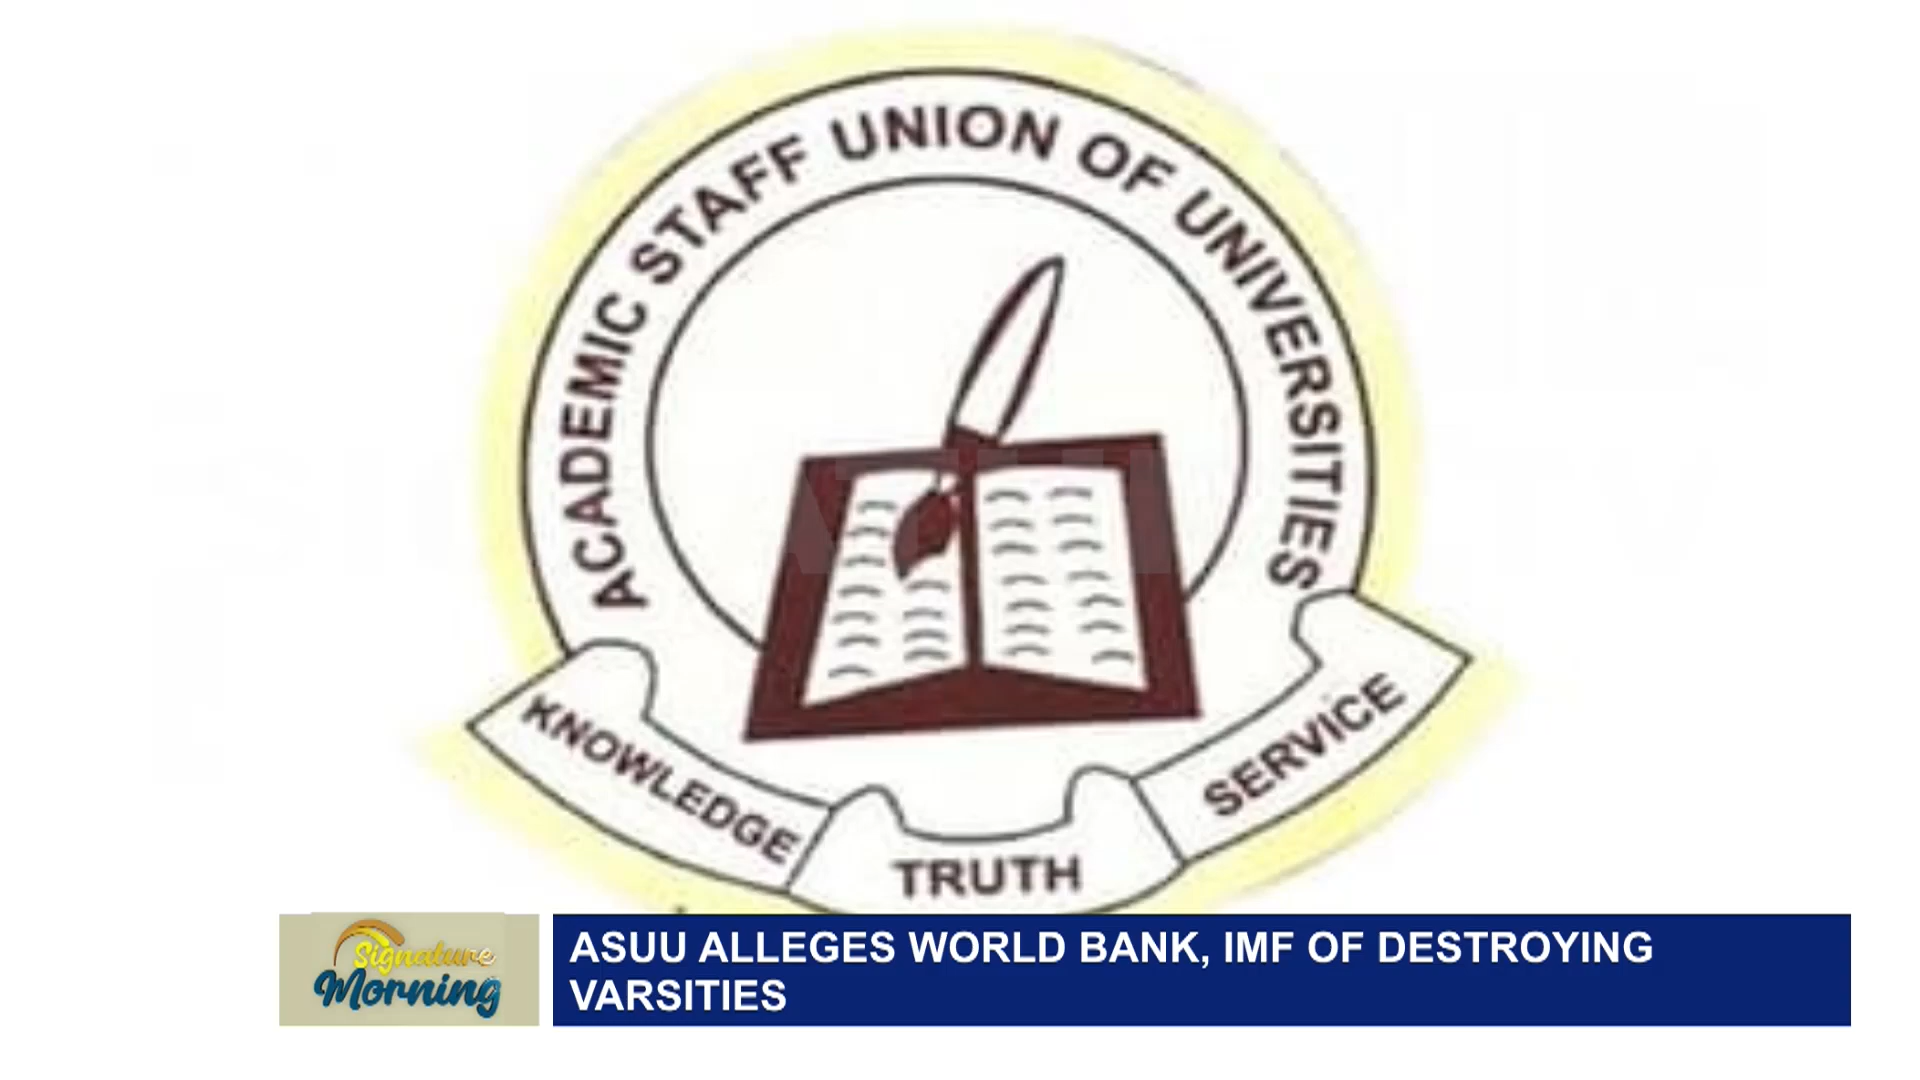 ACADEMIC STAFF UNION OF UNIVERSITIES
KNOWLEDGE
TRUTH
SERVICE
Signature
Morning
ASUU ALLEGES WORLD BANK, IMF OF DESTROYING
VARSITIES